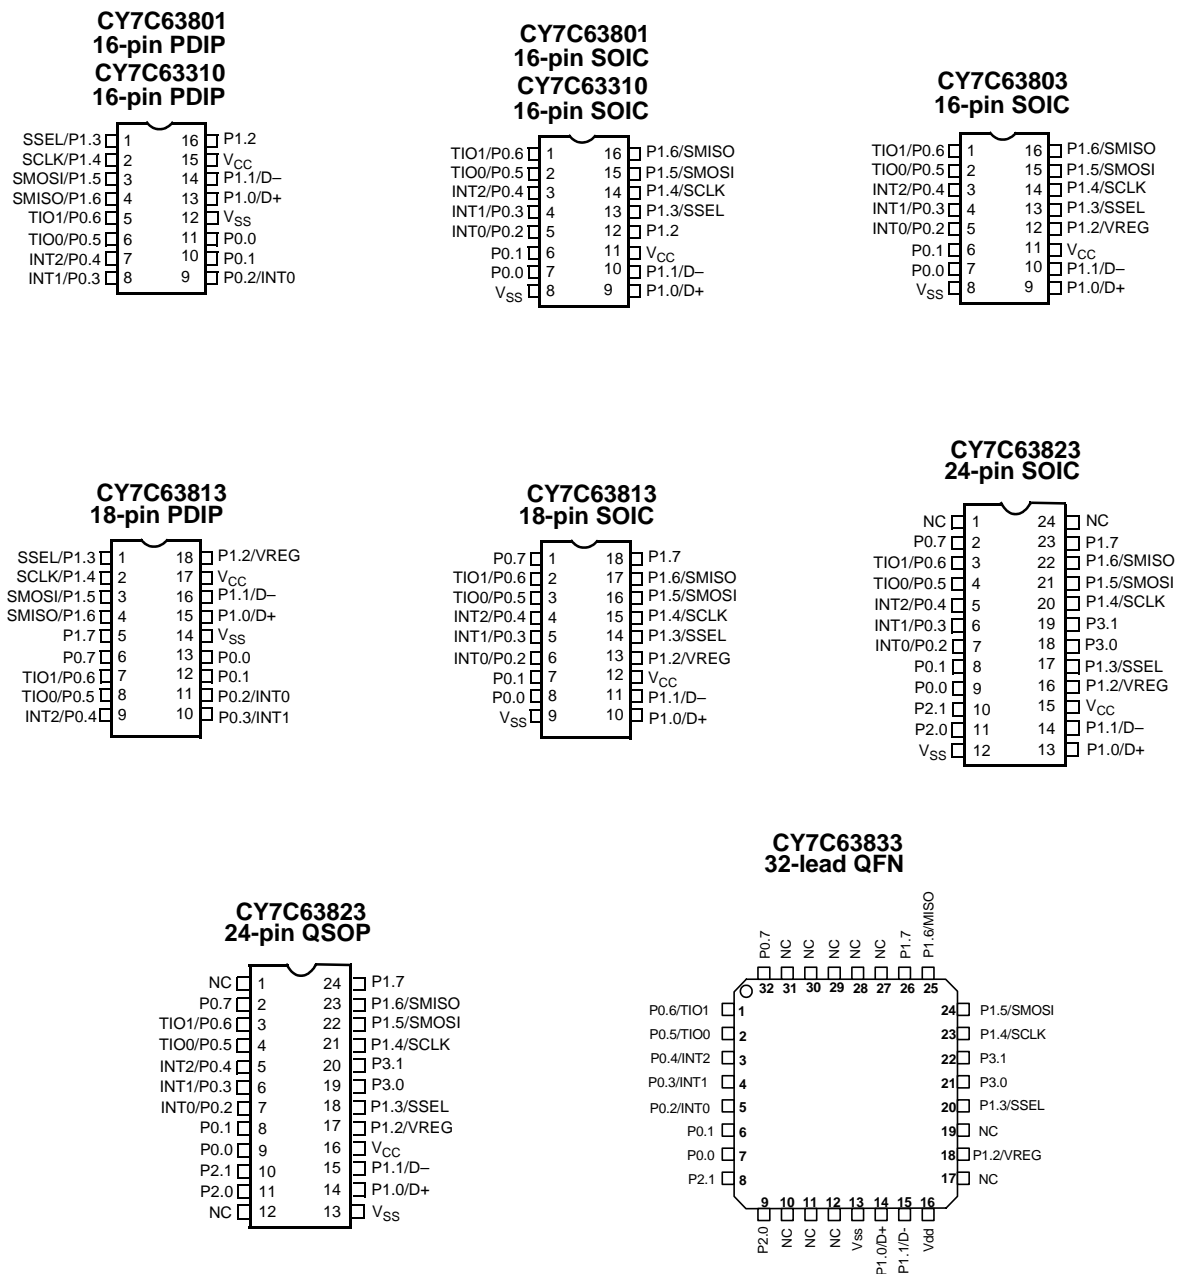 CY7C63801
16-pin PDIP
CY7C63310
16-pin PDIP
SSEL/P1.3 1 16 P1.2
SCLK/P1.4 2 15 VCC
SMOSI/P1.5 3 14 P1.1/D–
SMISO/P1.6 4 13 P1.0/D+
TIO1/P0.6 5 12 VSS
TIO0/P0.5 6 11 P0.0
INT2/P0.4 7 10 P0.1
INT1/P0.3 8 9 P0.2/INT0
CY7C63801
16-pin SOIC
CY7C63310
16-pin SOIC
TIO1/P0.6 1 16 P1.6/SMISO
TIO0/P0.5 2 15 P1.5/SMOSI
INT2/P0.4 3 14 P1.4/SCLK
INT1/P0.3 4 13 P1.3/SSEL
INT0/P0.2 5 12 P1.2
P0.1 6 11 VCC
P0.0 7 10 P1.1/D–
VSS 8 9 P1.0/D+
CY7C63803
16-pin SOIC
TIO1/P0.6 1 16 P1.6/SMISO
TIO0/P0.5 2 15 P1.5/SMOSI
INT2/P0.4 3 14 P1.4/SCLK
INT1/P0.3 4 13 P1.3/SSEL
INT0/P0.2 5 12 P1.2/VREG
P0.1 6 11 VCC
P0.0 7 10 P1.1/D–
VSS 8 9 P1.0/D+
CY7C63813
18-pin PDIP
SSEL/P1.3 1 18 P1.2/VREG
SCLK/P1.4 2 17 VCC
SMOSI/P1.5 3 16 P1.1/D–
SMISO/P1.6 4 15 P1.0/D+
P1.7 5 14 VSS
P0.7 6 13 P0.0
TIO1/P0.6 7 12 P0.1
TIO0/P0.5 8 11 P0.2/INT0
INT2/P0.4 9 10 P0.3/INT1
CY7C63813
18-pin SOIC
P0.7 1 18 P1.7
TIO1/P0.6 2 17 P1.6/SMISO
TIO0/P0.5 3 16 P1.5/SMOSI
INT2/P0.4 4 15 P1.4/SCLK
INT1/P0.3 5 14 P1.3/SSEL
INT0/P0.2 6 13 P1.2/VREG
P0.1 7 12 VCC
P0.0 8 11 P1.1/D–
VSS 9 10 P1.0/D+
CY7C63823
24-pin SOIC
NC 1 24 NC
P0.7 2 23 P1.7
TIO1/P0.6 3 22 P1.6/SMISO
TIO0/P0.5 4 21 P1.5/SMOSI
INT2/P0.4 5 20 P1.4/SCLK
INT1/P0.3 6 19 P3.1
INT0/P0.2 7 18 P3.0
P0.1 8 17 P1.3/SSEL
P0.0 9 16 P1.2/VREG
P2.1 10 15 VCC
P2.0 11 14 P1.1/D–
VSS 12 13 P1.0/D+
CY7C63823
24-pin QSOP
NC 1 24 P1.7
P0.7 2 23 P1.6/SMISO
TIO1/P0.6 3 22 P1.5/SMOSI
TIO0/P0.5 4 21 P1.4/SCLK
INT2/P0.4 5 20 P3.1
INT1/P0.3 6 19 P3.0
INT0/P0.2 7 18 P1.3/SSEL
P0.1 8 17 P1.2/VREG
P0.0 9 16 VCC
P2.1 10 15 P1.1/D–
P2.0 11 14 P1.0/D+
NC 12 13 VSS
CY7C63833
32-lead QFN
P0.7 NC NC NC NC NC P1.7 P1.6/MISO
32 31 30 29 28 27 26 25
P0.6/TIO1 1 24 P1.5/SMOSI
P0.5/TIO0 2 23 P1.4/SCLK
P0.4/INT2 3 22 P3.1
P0.3/INT1 4 21 P3.0
P0.2/INT0 5 20 P1.3/SSEL
P0.1 6 19 NC
P0.0 7 18 P1.2/VREG
P2.1 8 17 NC
9 10 11 12 13 14 15 16
P2.0 NC NC NC Vss P1.0/D+ P1.1/D- Vdd